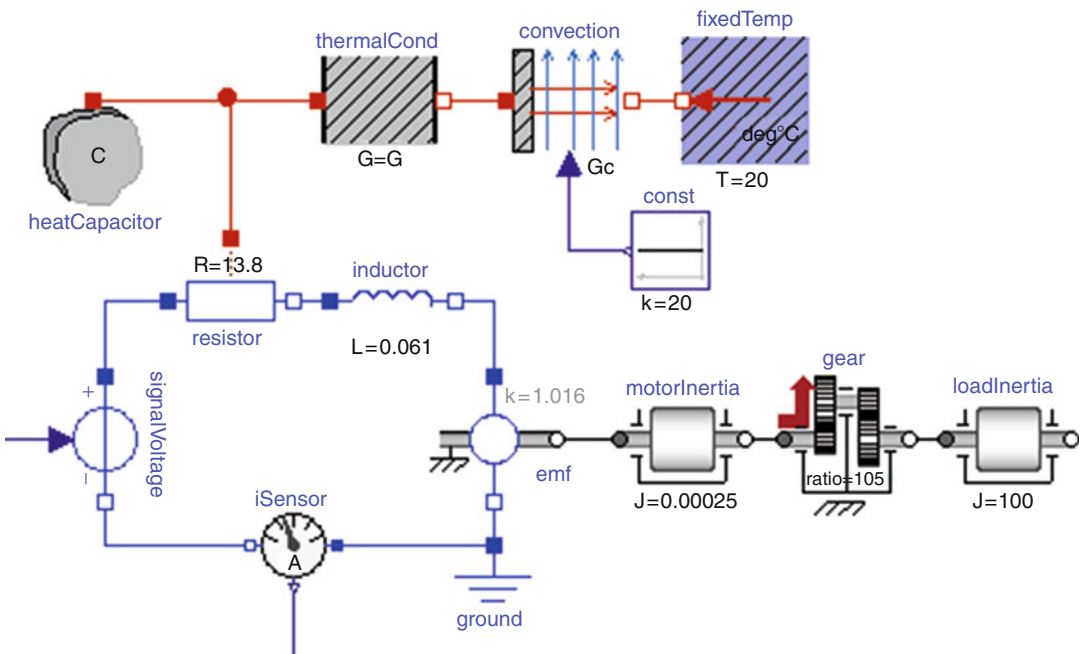 fixedTemp
convection
thermalCond
C
heatCapacitor
G=G
Gc
deg°C
T=20
const
k=20
R=13.8
resistor
inductor
L=0.061
+
signalVoltage
−
k=1.016
emf
motorInertia
J=0.00025
gear
ratio=105
loadInertia
J=100
iSensor
A
ground